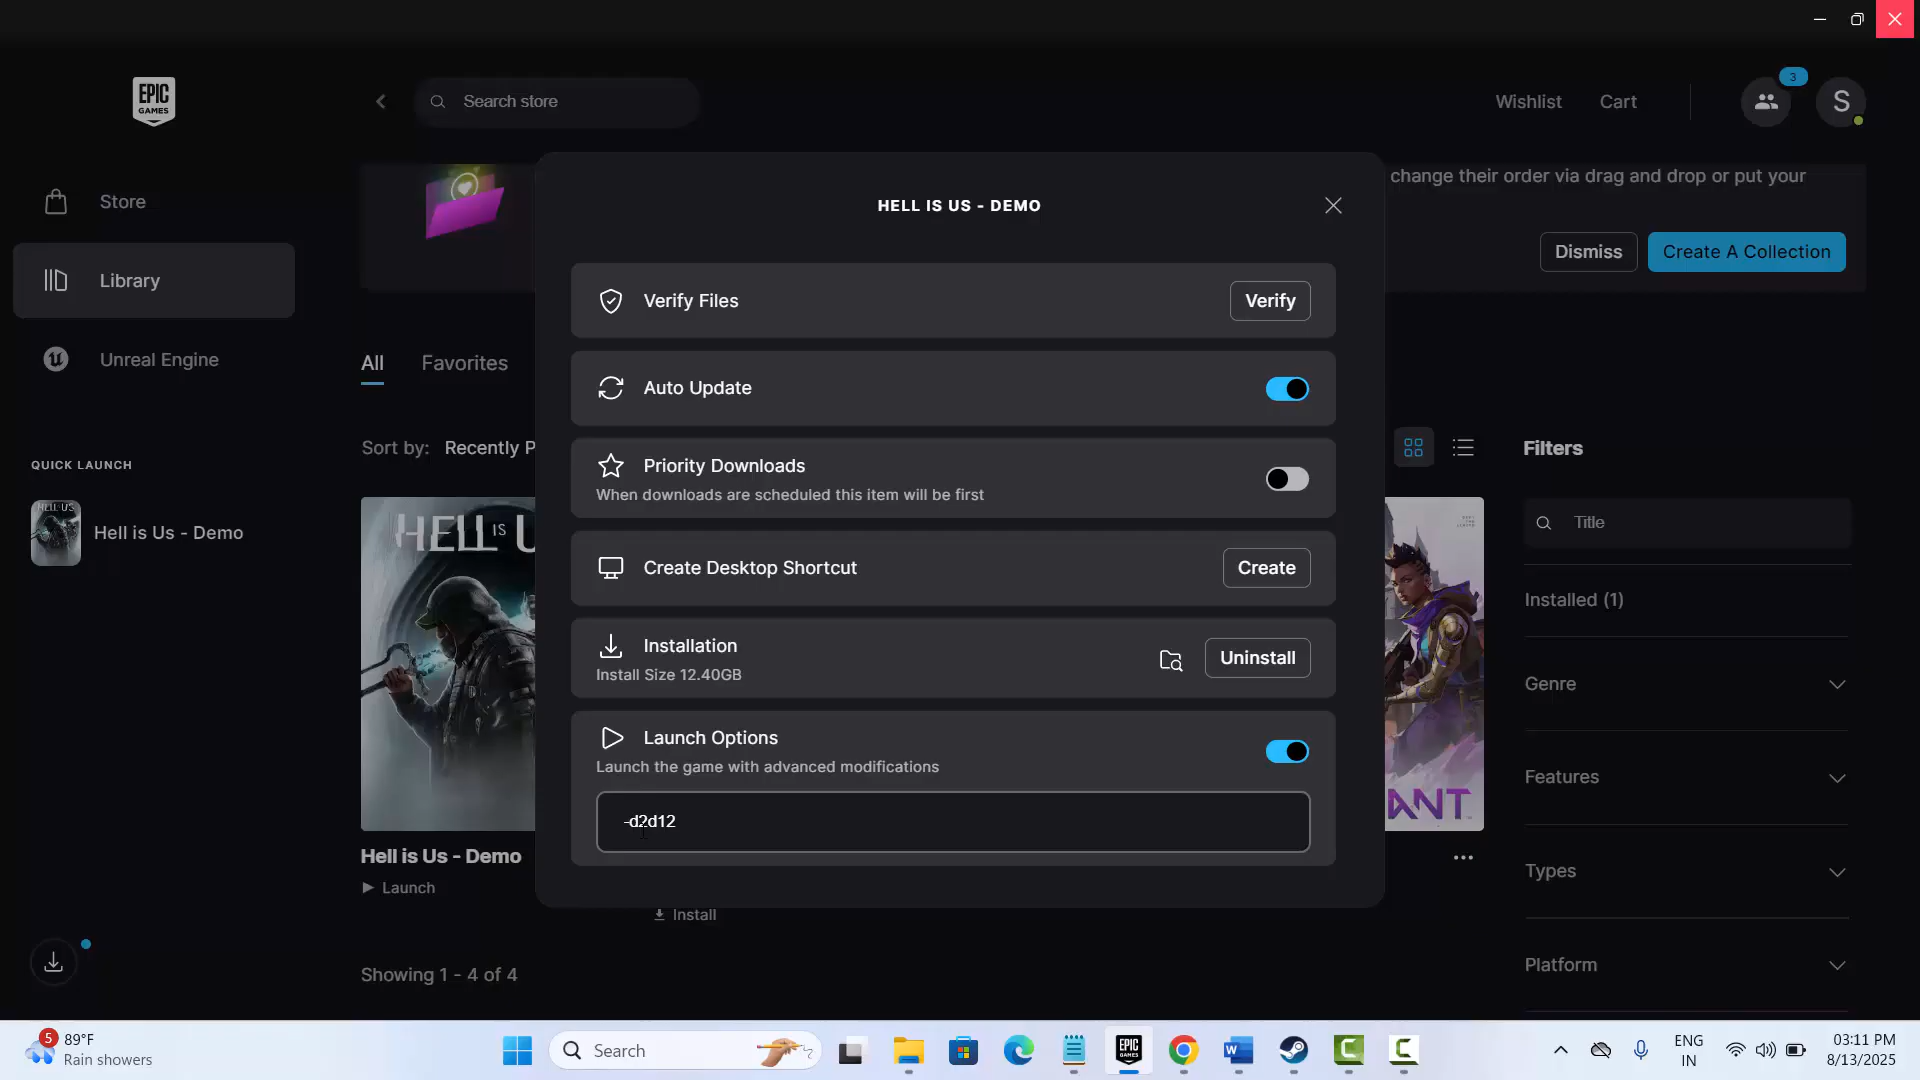 EPIC
GAMES
Search store
Wishlist
Cart
3
S
Store
Library
Unreal Engine
QUICK LAUNCH
Hell is Us - Demo
change their order via drag and drop or put your
Dismiss
Create A Collection
All
Favorites
Sort by: Recently P
HELL IS U
Hell is Us - Demo
Launch
Install
Showing 1 - 4 of 4
HELL IS US - DEMO
Verify Files
Verify
Auto Update
Priority Downloads
When downloads are scheduled this item will be first
Create Desktop Shortcut
Create
Installation
Install Size 12.40GB
Uninstall
Launch Options
Launch the game with advanced modifications
-d2d12
ANT
Filters
Title
Installed (1)
Genre
Features
Types
Platform
5
89°F
Rain showers
Search
EPIC
GAMES
ENG
IN
03:11 PM
8/13/2025